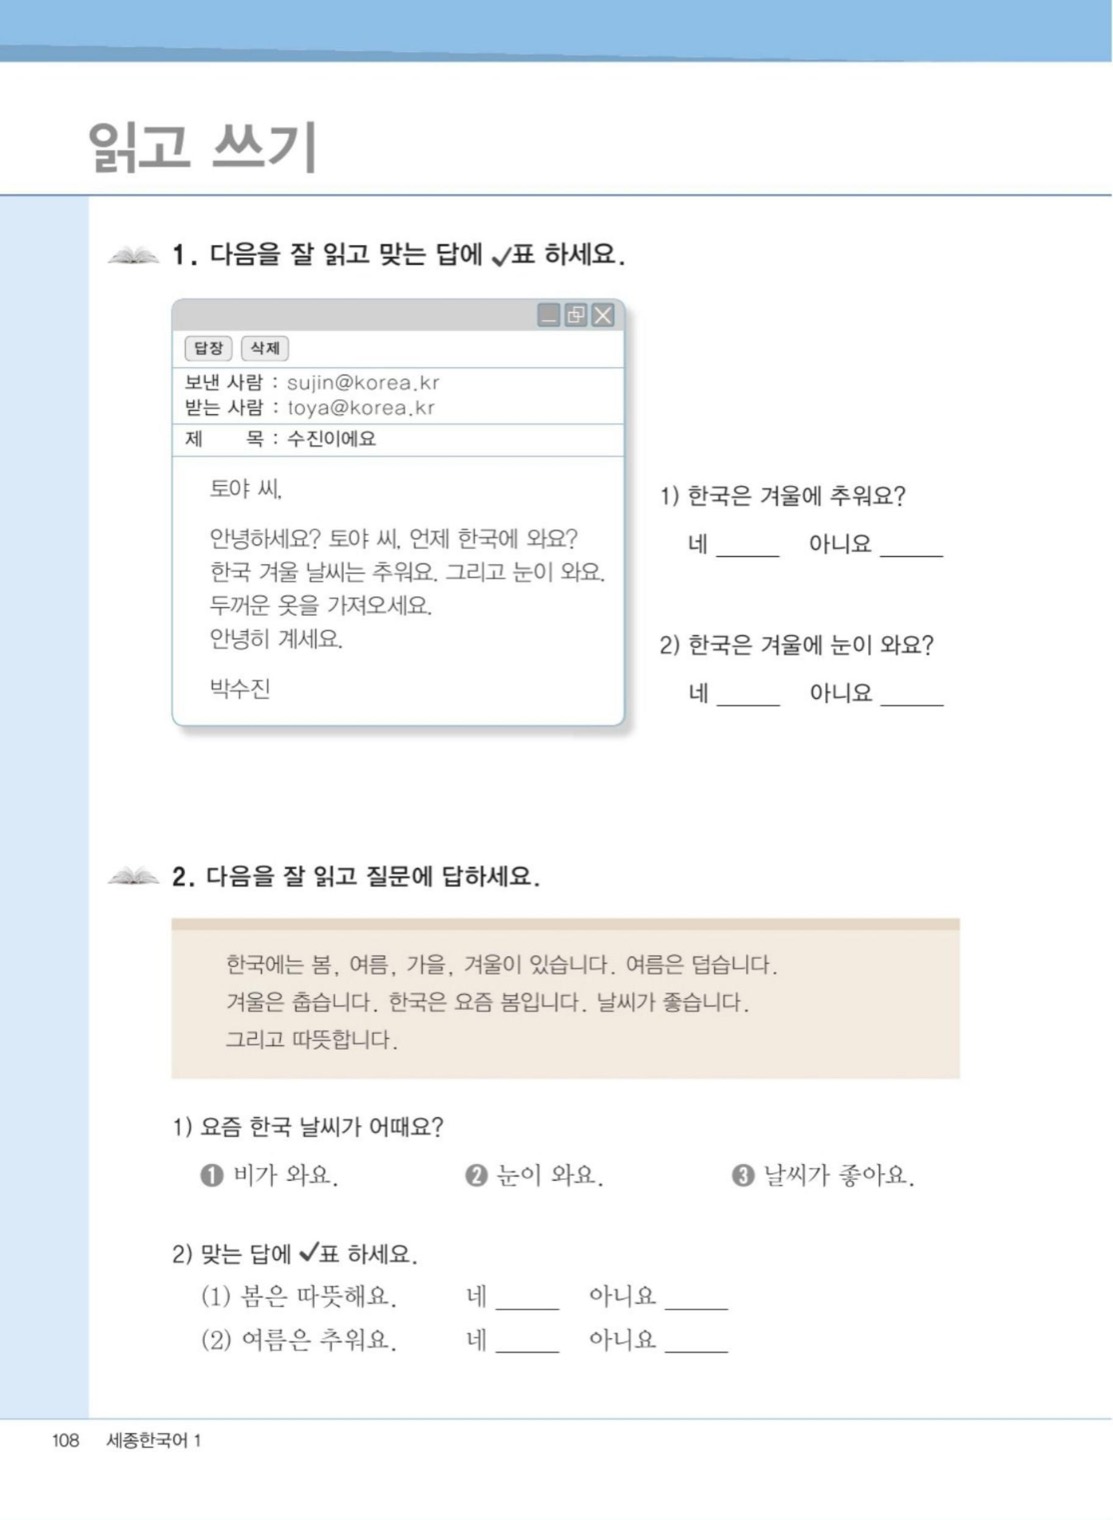 읽고 쓰기
1. 다음을 잘 읽고 맞는 답에 ✓표 하세요.
답장 삭제
보낸 사람 : sujin@korea.kr
받는 사람 : toya@korea.kr
제 목 : 수진이에요
토야 씨,
안녕하세요? 토야 씨, 언제 한국에 와요?
한국 겨울 날씨는 추워요. 그리고 눈이 와요.
두꺼운 옷을 가져오세요.
안녕히 계세요.
박수진
1) 한국은 겨울에 추워요?
네 _____ 아니요 _____
2) 한국은 겨울에 눈이 와요?
네 _____ 아니요 _____
2. 다음을 잘 읽고 질문에 답하세요.
한국에는 봄, 여름, 가을, 겨울이 있습니다. 여름은 덥습니다.
겨울은 춥습니다. 한국은 요즘 봄입니다. 날씨가 좋습니다.
그리고 따뜻합니다.
1) 요즘 한국 날씨가 어때요?
❶ 비가 와요. ❷ 눈이 와요. ❸ 날씨가 좋아요.
2) 맞는 답에 ✓표 하세요.
(1) 봄은 따뜻해요. 네 _____ 아니요 _____
(2) 여름은 추워요. 네 _____ 아니요 _____
108 세종한국어 1